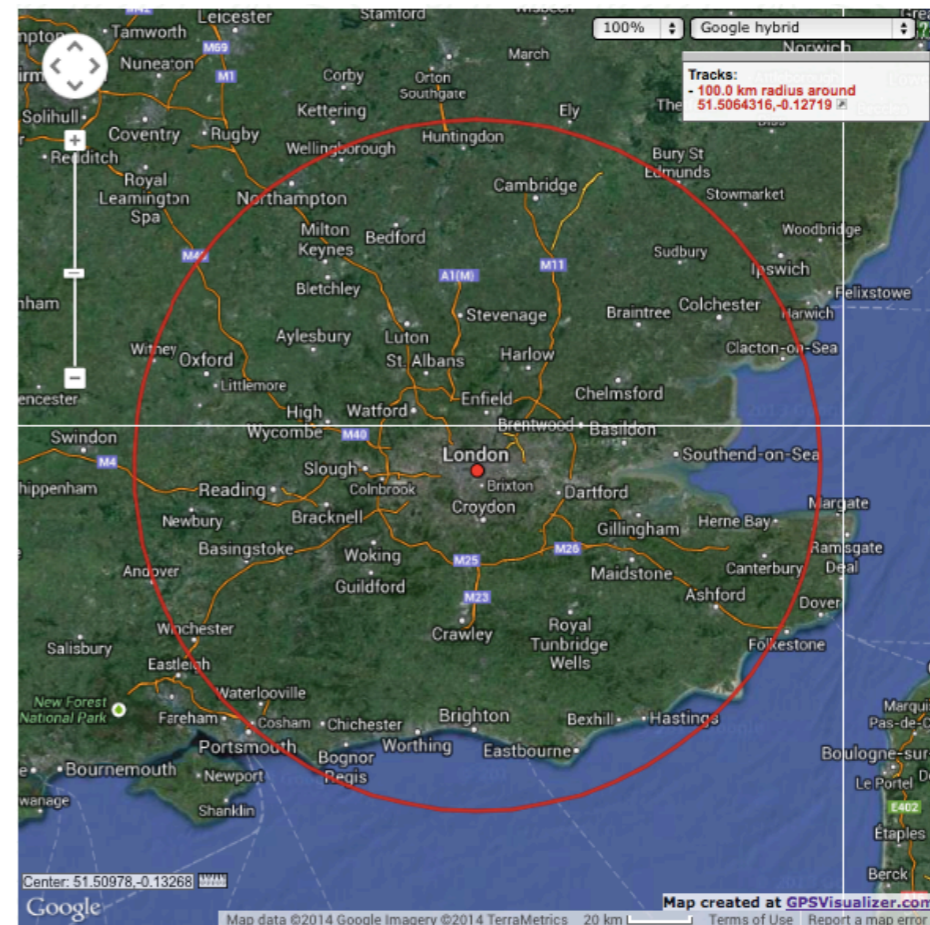 Leicester
Stamford
Tamworth
100%
Google hybrid
M69
Norwich
Nuneaton
M1
March
Corby
Orton
Southgate
Tracks:
- 100.0 km radius around
51.5064316,-0.12719
Kettering
Ely
Solihull
Coventry
Rugby
Huntingdon
Redditch
Wellingborough
Bury St
Edmunds
Royal
Leamington
Spa
Northampton
Cambridge
Stowmarket
Milton
Keynes
Bedford
Woodbridge
M11
Sudbury
Ipswich
A1(M)
Bletchley
Felixstowe
Stevenage
Braintree
Colchester
Harwich
Aylesbury
Luton
Witney
Oxford
St. Albans
Harlow
Clacton-on-Sea
Littlemore
Chelmsford
High
Wycombe
Watford
Enfield
Swindon
M40
Brentwood
Basildon
M4
London
Southend-on-Sea
Slough
Reading
Colnbrook
Brixton
Dartford
Newbury
Bracknell
Croydon
Gillingham
Herne Bay
Margate
Basingstoke
Woking
M25
M26
Ramsgate
Andover
Guildford
Maidstone
Canterbury
Deal
M23
Ashford
Dover
Winchester
Crawley
Royal
Tunbridge
Wells
Folkestone
Salisbury
Eastleigh
New Forest
National Park
Waterlooville
Fareham
Cosham
Chichester
Brighton
Bexhill
Hastings
Portsmouth
Bognor
Regis
Worthing
Eastbourne
Bournemouth
Newport
Shanklin
Le Portel
E402
Étaples
Berck
Center: 51.50978,-0.13268
Google
Map created at GPSVisualizer.com
Map data ©2014 Google Imagery ©2014 TerraMetrics
20 km
Terms of Use
Report a map error